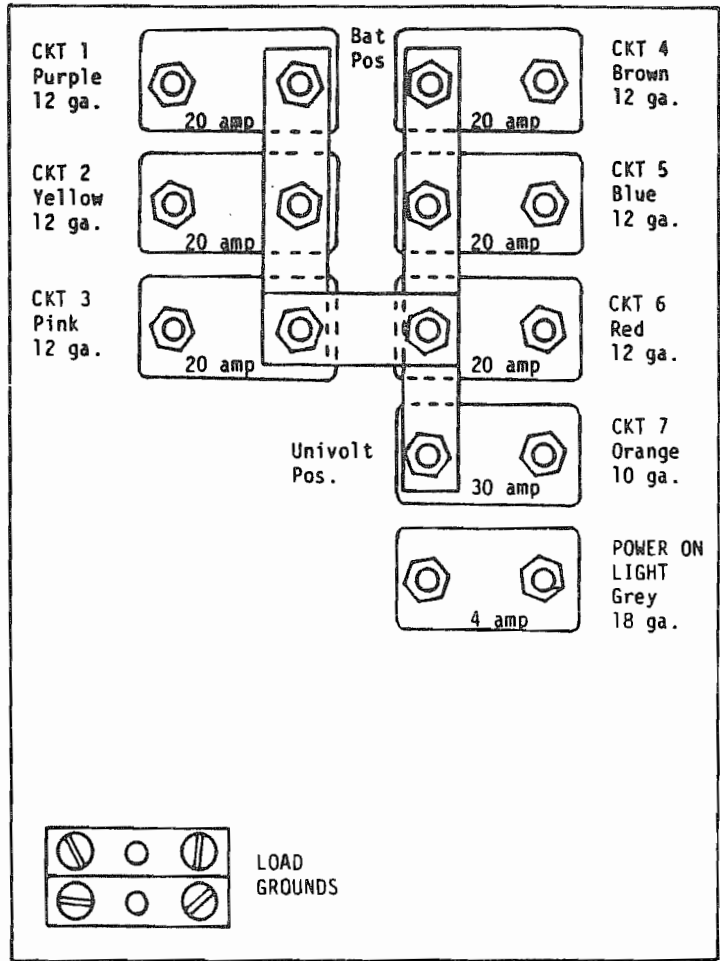 CKT 1
Purple
12 ga.
20 amp
Bat
Pos
CKT 4
Brown
12 ga.
20 amp
CKT 2
Yellow
12 ga.
20 amp
CKT 5
Blue
12 ga.
20 amp
CKT 3
Pink
12 ga.
20 amp
CKT 6
Red
12 ga.
20 amp
Univolt
Pos.
CKT 7
Orange
10 ga.
30 amp
POWER ON
LIGHT
Grey
18 ga.
4 amp
LOAD
GROUNDS